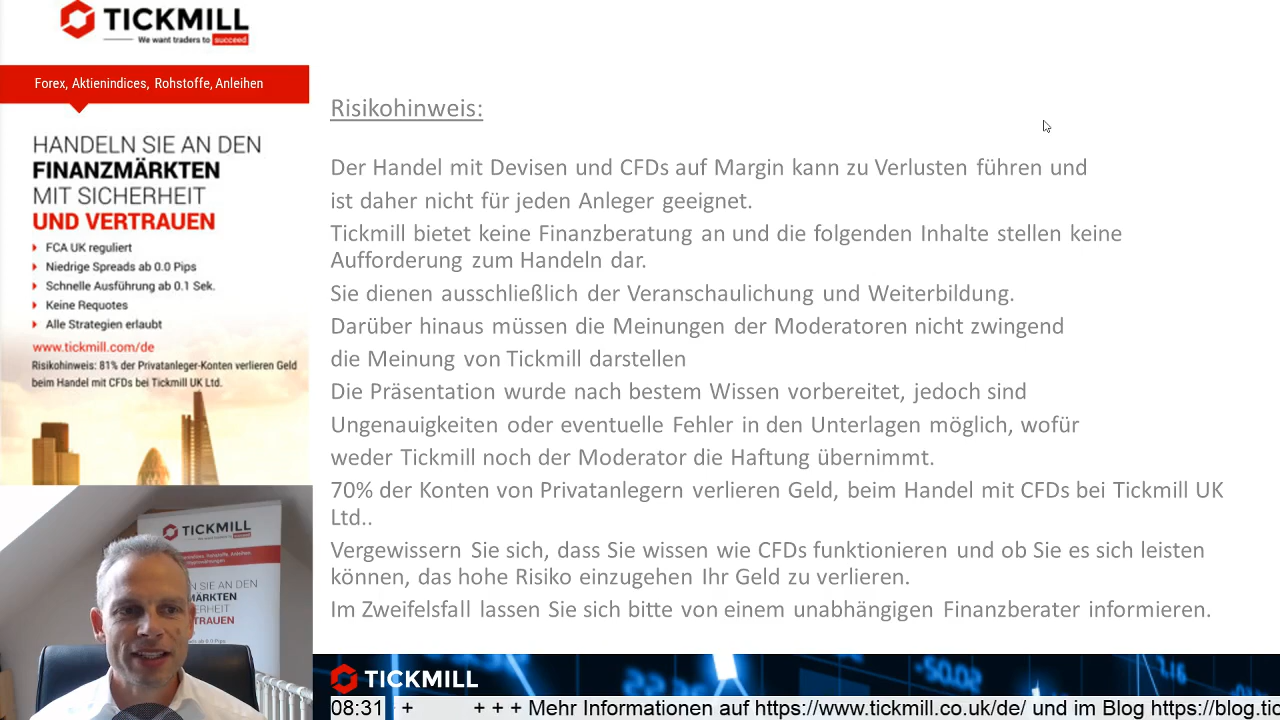 TICKMILL
We want traders to succeed
Forex, Aktienindices, Rohstoffe, Anleihen
HANDELN SIE AN DEN
FINANZMÄRKTEN
MIT SICHERHEIT
UND VERTRAUEN
FCA UK reguliert
Niedrige Spreads ab 0.0 Pips
Schnelle Ausführung ab 0.1 Sek.
Keine Requotes
Alle Strategien erlaubt
www.tickmill.com/de
Risikohinweis: 81% der Privatanleger-Konten verlieren Geld
beim Handel mit CFDs bei Tickmill UK Ltd.
Risikohinweis:
Der Handel mit Devisen und CFDs auf Margin kann zu Verlusten führen und
ist daher nicht für jeden Anleger geeignet.
Tickmill bietet keine Finanzberatung an und die folgenden Inhalte stellen keine
Aufforderung zum Handeln dar.
Sie dienen ausschließlich der Veranschaulichung und Weiterbildung.
Darüber hinaus müssen die Meinungen der Moderatoren nicht zwingend
die Meinung von Tickmill darstellen
Die Präsentation wurde nach bestem Wissen vorbereitet, jedoch sind
Ungenauigkeiten oder eventuelle Fehler in den Unterlagen möglich, wofür
weder Tickmill noch der Moderator die Haftung übernimmt.
70% der Konten von Privatanlegern verlieren Geld, beim Handel mit CFDs bei Tickmill UK
Ltd..
Vergewissern Sie sich, dass Sie wissen wie CFDs funktionieren und ob Sie es sich leisten
können, das hohe Risiko einzugehen Ihr Geld zu verlieren.
Im Zweifelsfall lassen Sie sich bitte von einem unabhängigen Finanzberater informieren.
TICKMILL
N SIE AN DEN
MÄRKTEN
HERHEIT
TRAUEN
TICKMILL
-50.02
1.16
08:31 + + + + Mehr Informationen auf https://www.tickmill.co.uk/de/ und im Blog https://blog.tic